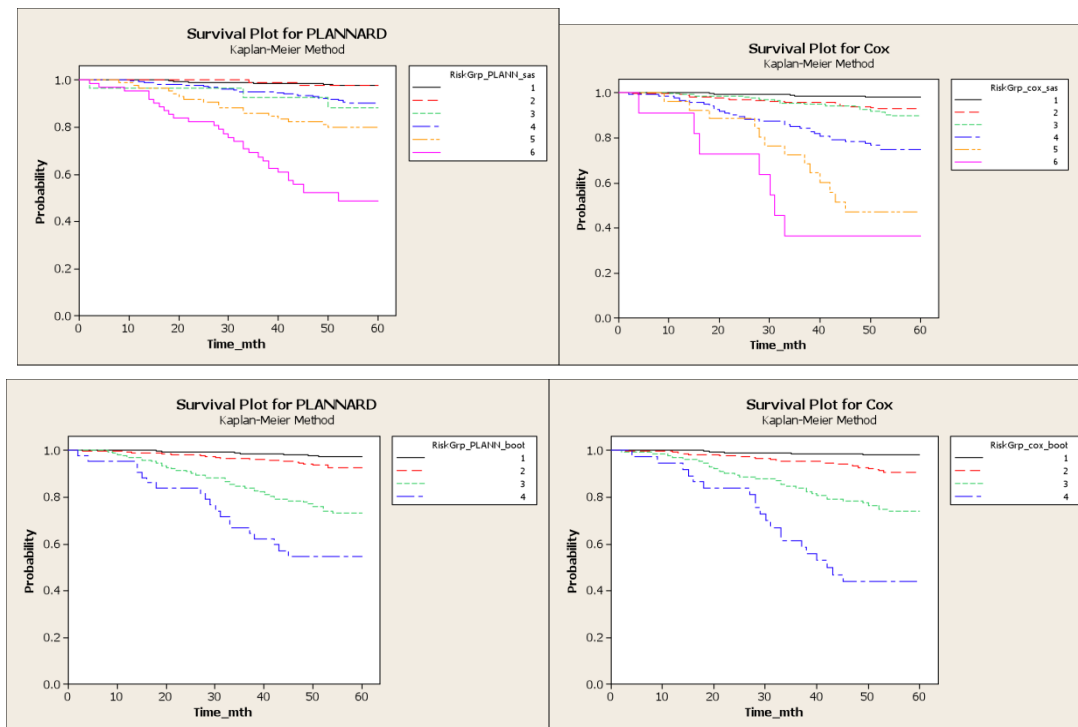 Survival Plot for PLANNARD
Kaplan-Meier Method
RiskGrp_PLANN_sas
1
2
3
4
5
6
1.0
0.8
0.6
0.4
0.2
0.0
Probability
0 10 20 30 40 50 60
Time_mth
Survival Plot for Cox
Kaplan-Meier Method
RiskGrp_cox_sas
1
2
3
4
5
6
1.0
0.8
0.6
0.4
0.2
0.0
Probability
0 10 20 30 40 50 60
Time_mth
Survival Plot for PLANNARD
Kaplan-Meier Method
RiskGrp_PLANN_boot
1
2
3
4
1.0
0.8
0.6
0.4
0.2
0.0
Probability
0 10 20 30 40 50 60
Time_mth
Survival Plot for Cox
Kaplan-Meier Method
RiskGrp_cox_boot
1
2
3
4
1.0
0.8
0.6
0.4
0.2
0.0
Probability
0 10 20 30 40 50 60
Time_mth